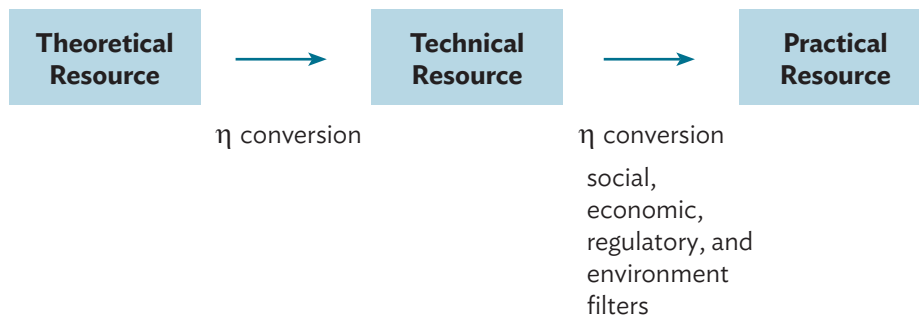 Theoretical
Resource
Technical
Resource
Practical
Resource
η conversion
η conversion
social,
economic,
regulatory, and
environment
filters